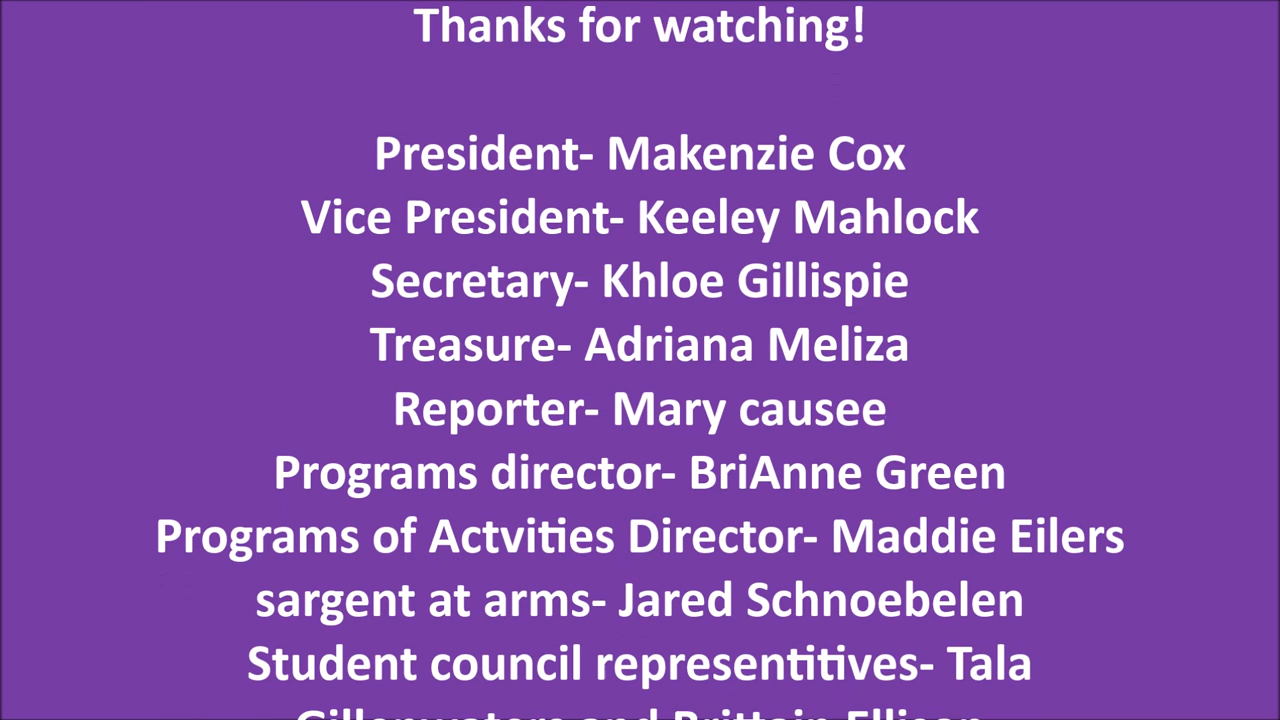 Thanks for watching!
President- Makenzie Cox
Vice President- Keeley Mahlock
Secretary- Khloe Gillispie
Treasure- Adriana Meliza
Reporter- Mary causee
Programs director- BriAnne Green
Programs of Actvities Director- Maddie Eilers
sargent at arms- Jared Schnoebelen
Student council representitives- Tala
and